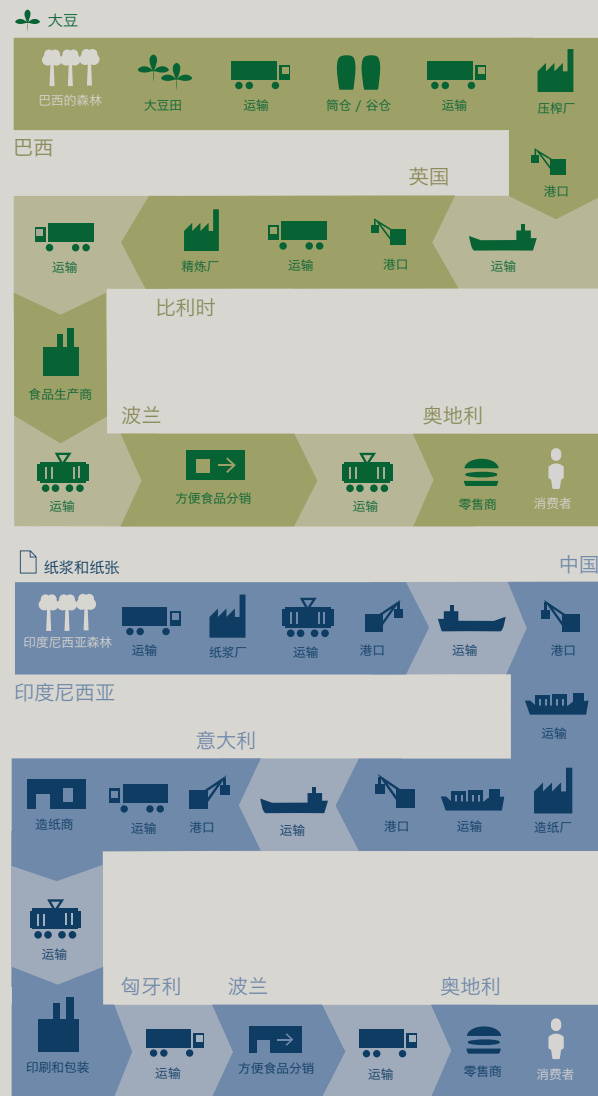 大豆
巴西的森林
大豆田
运输
筒仓 / 谷仓
运输
压榨厂
巴西
英国
港口
运输
精炼厂
运输
港口
运输
比利时
食品生产商
波兰
奥地利
运输
方便食品分销
运输
零售商
消费者
纸浆和纸张
中国
印度尼西亚森林
运输
纸浆厂
运输
港口
运输
港口
印度尼西亚
运输
意大利
造纸商
运输
港口
运输
港口
运输
造纸厂
运输
匈牙利
波兰
奥地利
印刷和包装
运输
方便食品分销
运输
零售商
消费者